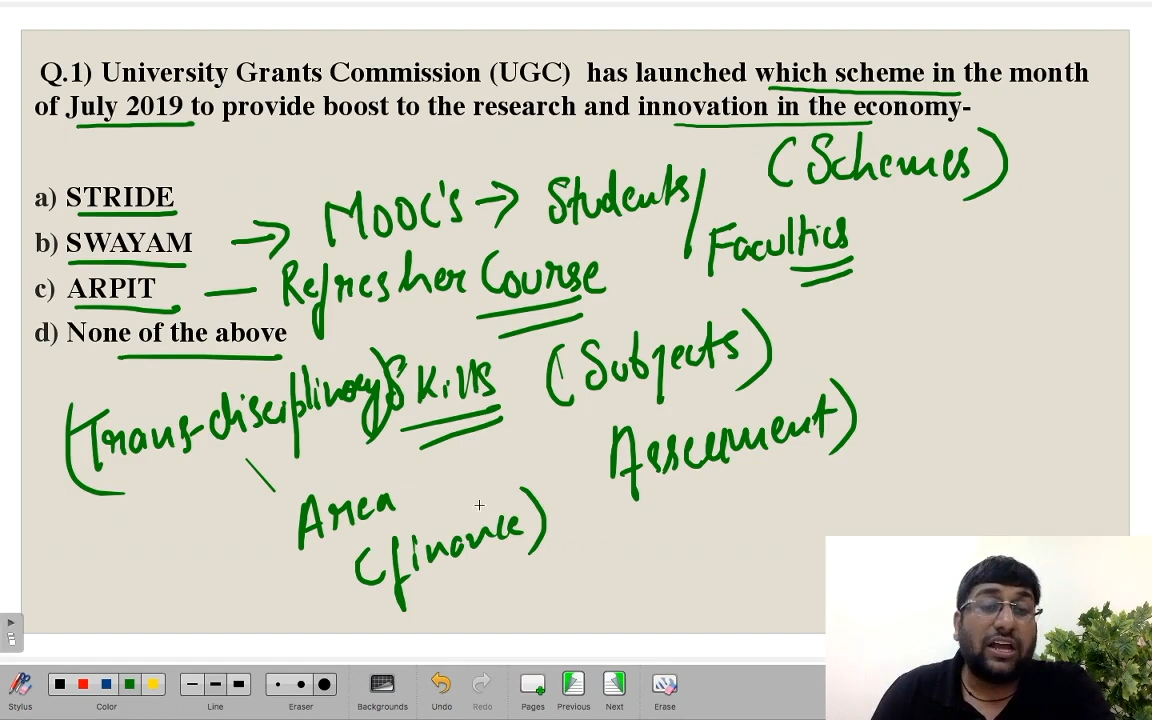 Q.1) University Grants Commission (UGC) has launched which scheme in the month
of July 2019 to provide boost to the research and innovation in the economy-
(Schemes)
a) STRIDE
MOOC's → Students/
b) SWAYAM →
Faculties
c) ARPIT — Refresher Course
d) None of the above
(Trans-disciplinary) Skills (Subjects)
Assessment)
Area
(finance)
Stylus Color Line Eraser Backgrounds Undo Redo Pages Previous Next Erase